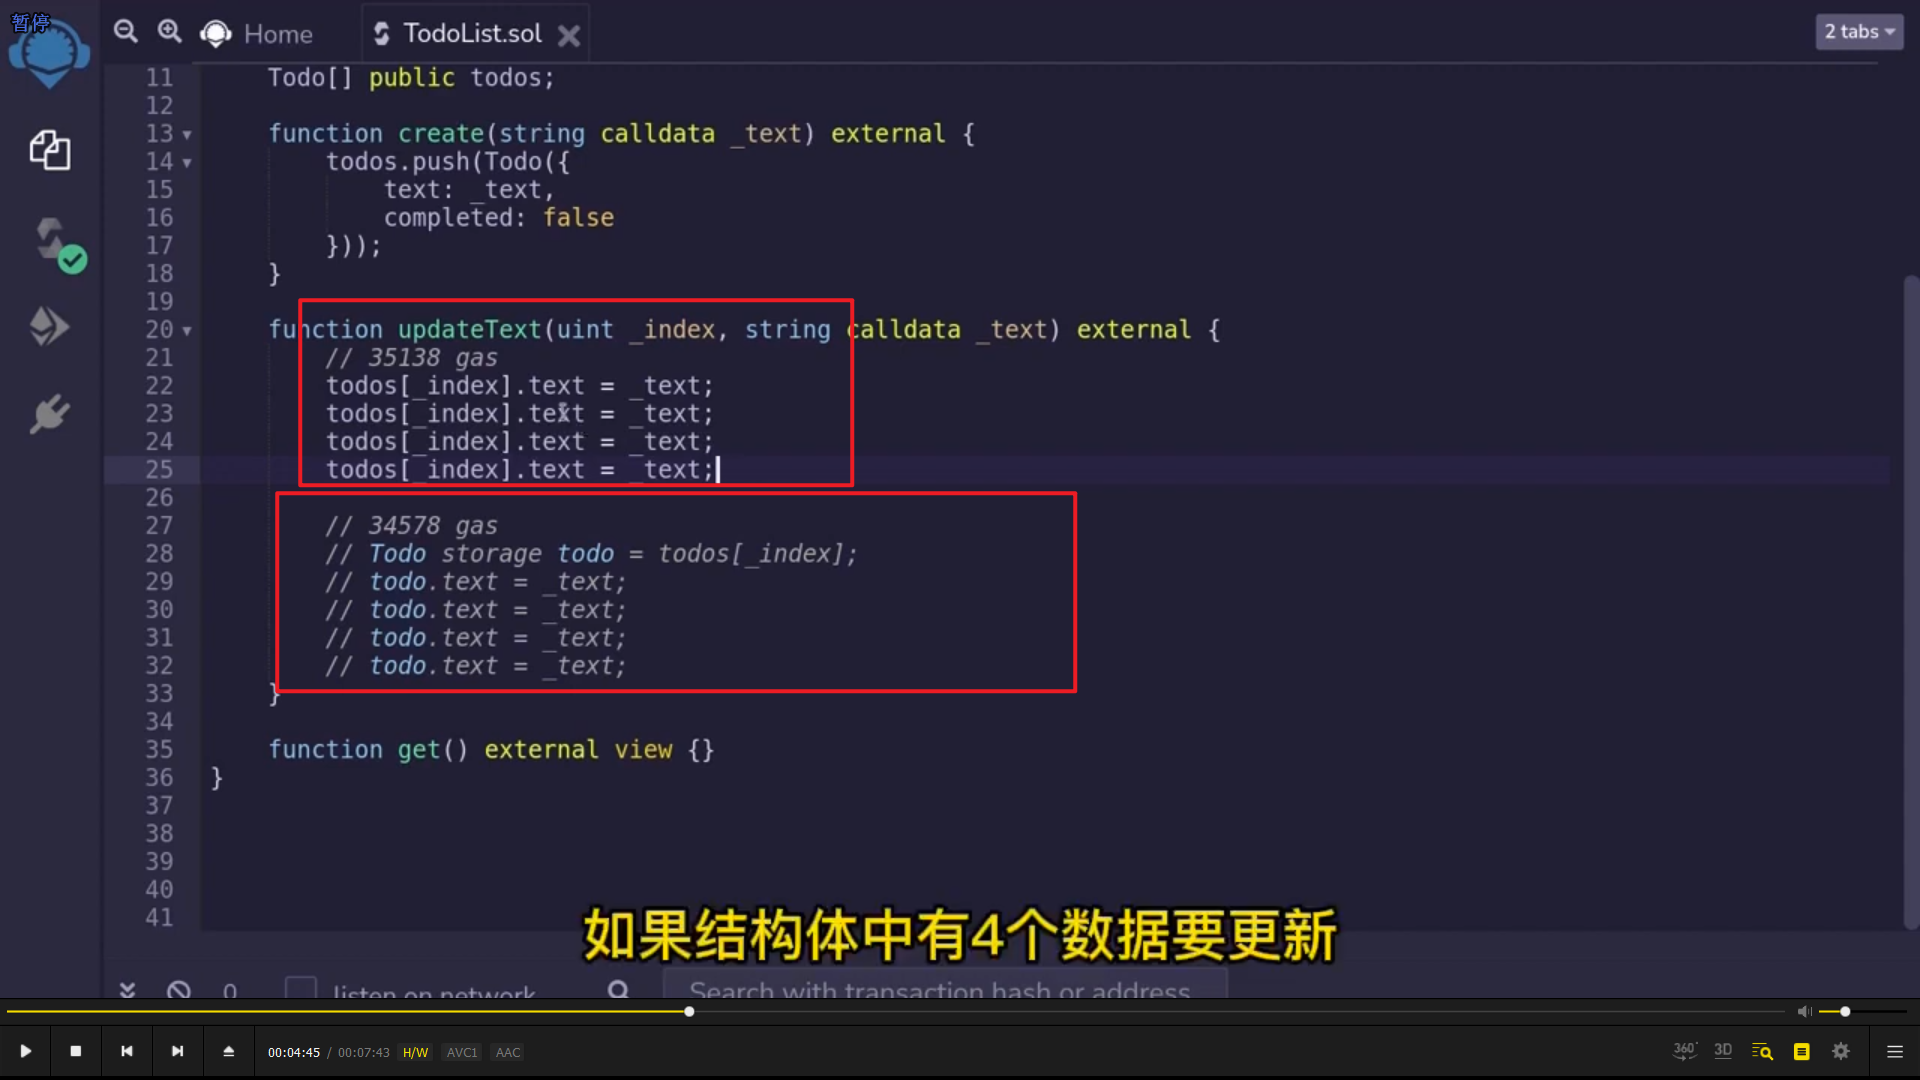 暂停
Home
TodoList.sol
2 tabs
11 Todo[] public todos;
12
13 function create(string calldata _text) external {
14 todos.push(Todo({
15 text: _text,
16 completed: false
17 }));
18 }
19
20 function updateText(uint _index, string calldata _text) external {
21 // 35138 gas
22 todos[_index].text = _text;
23 todos[_index].text = _text;
24 todos[_index].text = _text;
25 todos[_index].text = _text;
26
27 // 34578 gas
28 // Todo storage todo = todos[_index];
29 // todo.text = _text;
30 // todo.text = _text;
31 // todo.text = _text;
32 // todo.text = _text;
33 }
34
35 function get() external view {}
36 }
37
38
39
40
41
如果结构体中有4个数据要更新
0 listen on network Search with transaction hash or address
00:04:45 / 00:07:43 H/W AVC1 AAC 360° 3D